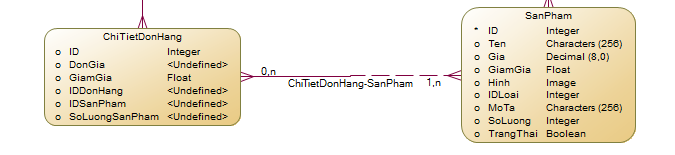 ChiTietDonHang
o ID Integer
o DonGia <Undefined>
o GiamGia Float
o IDDonHang <Undefined>
o IDSanPham <Undefined>
o SoLuongSanPham <Undefined>
0,n
ChiTietDonHang-SanPham
1,n
SanPham
* ID Integer
o Ten Characters (256)
o Gia Decimal (8,0)
o GiamGia Float
o Hinh Image
o IDLoai Integer
o MoTa Characters (256)
o SoLuong Integer
o TrangThai Boolean